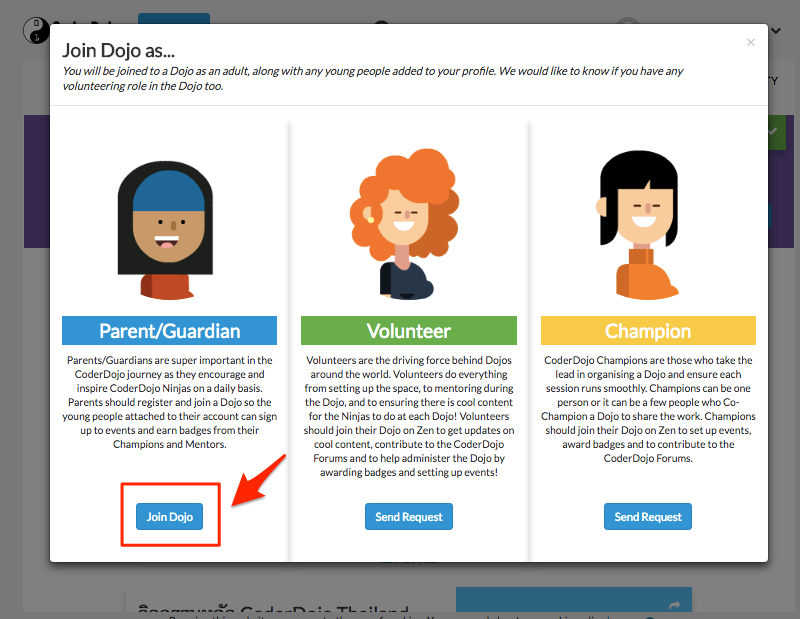 Join Dojo as...
×
You will be joined to a Dojo as an adult, along with any young people added to your profile. We would like to know if you have any
volunteering role in the Dojo too.
Parent/Guardian
Parents/Guardians are super important in the
CoderDojo journey as they encourage and
inspire CoderDojo Ninjas on a daily basis.
Parents should register and join a Dojo so the
young people attached to their account can sign
up to events and earn badges from their
Champions and Mentors.
Join Dojo
Volunteer
Volunteers are the driving force behind Dojos
around the world. Volunteers do everything
from setting up the space, to mentoring during
the Dojo, and to ensuring there is cool content
for the Ninjas to do at each Dojo! Volunteers
should join their Dojo on Zen to get updates on
cool content, contribute to the CoderDojo
Forums and to help administer the Dojo by
awarding badges and setting up events!
Send Request
Champion
CoderDojo Champions are those who take the
lead in organising a Dojo and ensure each
session runs smoothly. Champions can be one
person or it can be a few people who Co-
Champion a Dojo to share the work. Champions
should join their Dojo on Zen to set up events,
award badges and to contribute to the
CoderDojo Forums.
Send Request
CoderDojo Thailand